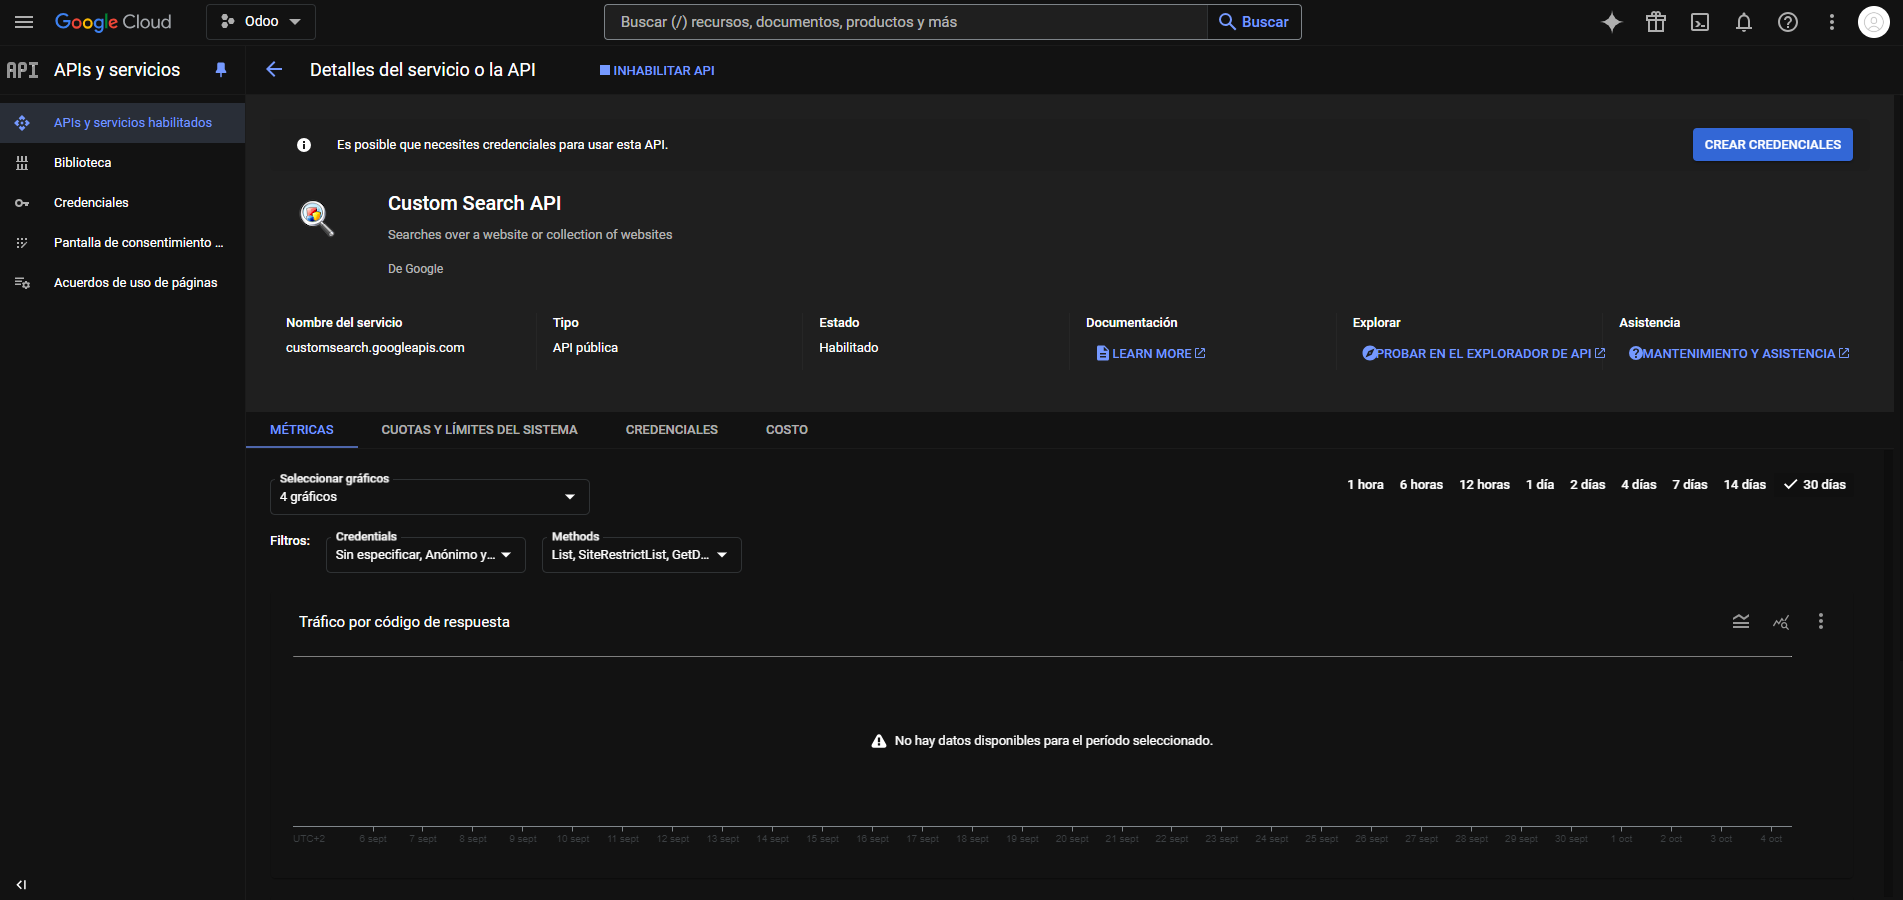 Google Cloud
Odoo
Buscar (/) recursos, documentos, productos y más
Buscar
API
APIs y servicios
Detalles del servicio o la API
INHABILITAR API
APIs y servicios habilitados
Biblioteca
Credenciales
Pantalla de consentimiento ...
Acuerdos de uso de páginas
Es posible que necesites credenciales para usar esta API.
CREAR CREDENCIALES
Custom Search API
Searches over a website or collection of websites
De Google
Nombre del servicio
customsearch.googleapis.com
Tipo
API pública
Estado
Habilitado
Documentación
LEARN MORE
Explorar
PROBAR EN EL EXPLORADOR DE API
Asistencia
MANTENIMIENTO Y ASISTENCIA
MÉTRICAS CUOTAS Y LÍMITES DEL SISTEMA CREDENCIALES COSTO
Seleccionar gráficos
4 gráficos
1 hora 6 horas 12 horas 1 día 2 días 4 días 7 días 14 días 30 días
Filtros:
Credentials
Sin especificar, Anónimo y...
Methods
List, SiteRestrictList, GetD...
Tráfico por código de respuesta
No hay datos disponibles para el período seleccionado.
UTC+2 6 sept 7 sept 8 sept 9 sept 10 sept 11 sept 12 sept 13 sept 14 sept 15 sept 16 sept 17 sept 18 sept 19 sept 20 sept 21 sept 22 sept 23 sept 24 sept 25 sept 26 sept 27 sept 28 sept 29 sept 30 sept 1 oct 2 oct 3 oct 4 oct